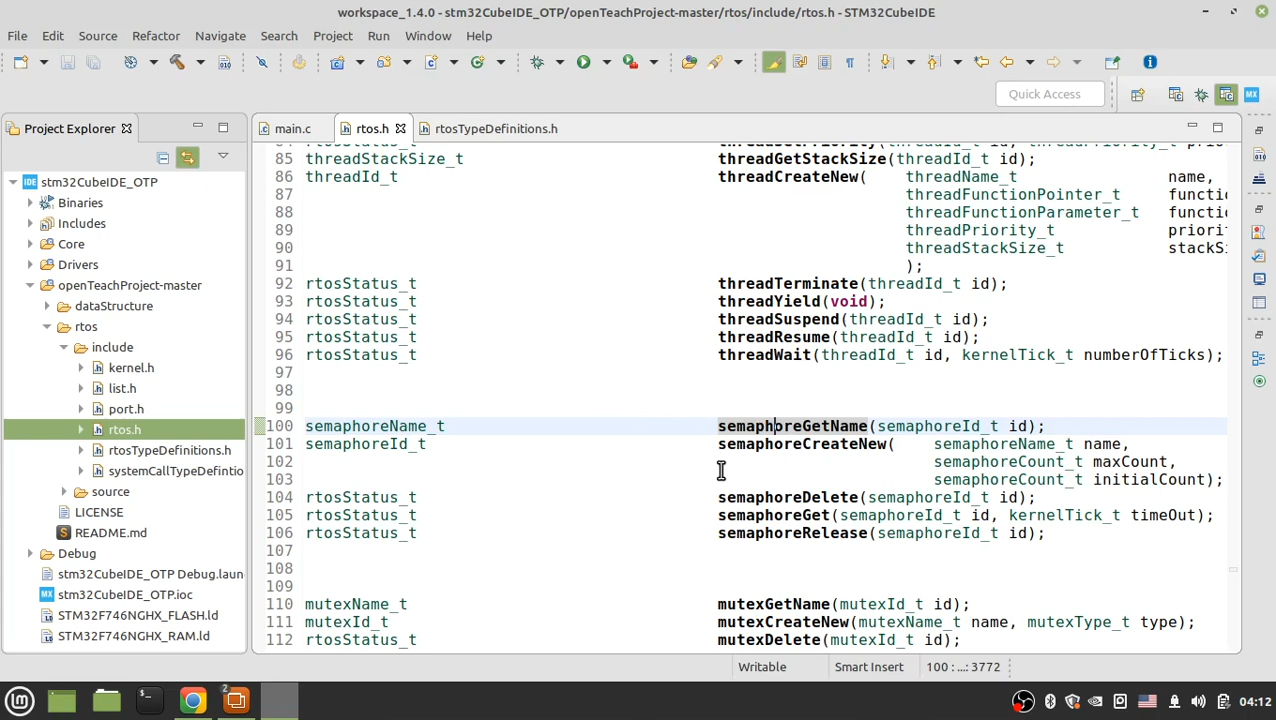 workspace_1.4.0 - stm32CubeIDE_OTP/openTeachProject-master/rtos/include/rtos.h - STM32CubeIDE
File Edit Source Refactor Navigate Search Project Run Window Help
Quick Access
Project Explorer
main.c rtos.h rtosTypeDefinitions.h
stm32CubeIDE_OTP
Binaries
Includes
Core
Drivers
openTeachProject-master
dataStructure
rtos
include
kernel.h
list.h
port.h
rtos.h
rtosTypeDefinitions.h
systemCallTypeDefintio
source
LICENSE
README.md
Debug
stm32CubeIDE_OTP Debug.laun
stm32CubeIDE_OTP.ioc
STM32F746NGHX_FLASH.ld
STM32F746NGHX_RAM.ld
85 threadStackSize_t threadGetStackSize(threadId_t id);
86 threadId_t threadCreateNew( threadName_t name,
87 threadFunctionPointer_t functi
88 threadFunctionParameter_t functi
89 threadPriority_t priori
90 threadStackSize_t stackS
91 );
92 rtosStatus_t threadTerminate(threadId_t id);
93 rtosStatus_t threadYield(void);
94 rtosStatus_t threadSuspend(threadId_t id);
95 rtosStatus_t threadResume(threadId_t id);
96 rtosStatus_t threadWait(threadId_t id, kernelTick_t numberOfTicks);
97
98
99
100 semaphoreName_t semaphoreGetName(semaphoreId_t id);
101 semaphoreId_t semaphoreCreateNew( semaphoreName_t name,
102 semaphoreCount_t maxCount,
103 semaphoreCount_t initialCount);
104 rtosStatus_t semaphoreDelete(semaphoreId_t id);
105 rtosStatus_t semaphoreGet(semaphoreId_t id, kernelTick_t timeOut);
106 rtosStatus_t semaphoreRelease(semaphoreId_t id);
107
108
109
110 mutexName_t mutexGetName(mutexId_t id);
111 mutexId_t mutexCreateNew(mutexName_t name, mutexType_t type);
112 rtosStatus_t mutexDelete(mutexId_t id);
Writable Smart Insert 100 : ...: 3772
04:12